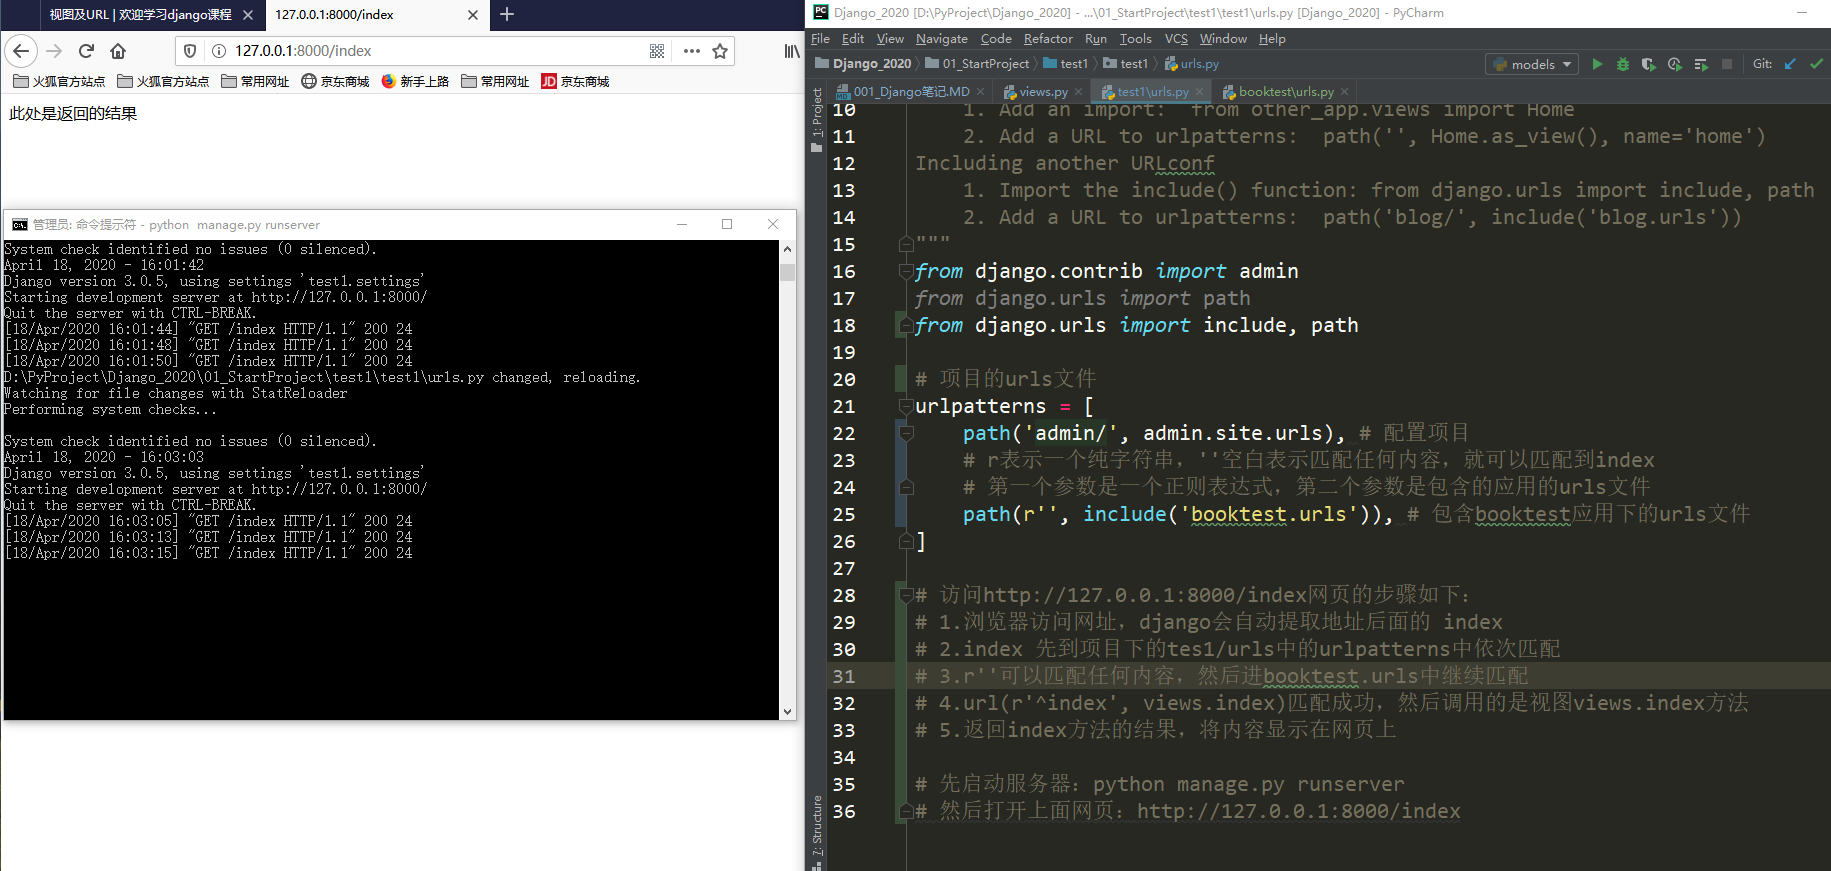 视图及URL | 欢迎学习django课程
127.0.0.1:8000/index
127.0.0.1:8000/index
火狐官方站点 火狐官方站点 常用网址 京东商城 新手上路 常用网址 JD 京东商城
此处是返回的结果
管理员: 命令提示符 - python  manage.py runserver
System check identified no issues (0 silenced).
April 18, 2020 - 16:01:42
Django version 3.0.5, using settings 'test1.settings'
Starting development server at http://127.0.0.1:8000/
Quit the server with CTRL-BREAK.
[18/Apr/2020 16:01:44] "GET /index HTTP/1.1" 200 24
[18/Apr/2020 16:01:48] "GET /index HTTP/1.1" 200 24
[18/Apr/2020 16:01:50] "GET /index HTTP/1.1" 200 24
D:\PyProject\Django_2020\01_StartProject\test1\test1\urls.py changed, reloading.
Watching for file changes with StatReloader
Performing system checks...
System check identified no issues (0 silenced).
April 18, 2020 - 16:03:03
Django version 3.0.5, using settings 'test1.settings'
Starting development server at http://127.0.0.1:8000/
Quit the server with CTRL-BREAK.
[18/Apr/2020 16:03:05] "GET /index HTTP/1.1" 200 24
[18/Apr/2020 16:03:13] "GET /index HTTP/1.1" 200 24
[18/Apr/2020 16:03:15] "GET /index HTTP/1.1" 200 24
PC Django_2020 [D:\PyProject\Django_2020] - ...\01_StartProject\test1\test1\urls.py [Django_2020] - PyCharm
File Edit View Navigate Code Refactor Run Tools VCS Window Help
Django_2020 01_StartProject test1 test1 urls.py models Git:
001_Django笔记.MD views.py test1\urls.py booktest\urls.py
1: Project
7: Structure
10     1. Add an import:  from other_app.views import Home
11     2. Add a URL to urlpatterns:  path('', Home.as_view(), name='home')
12 Including another URLconf
13     1. Import the include() function: from django.urls import include, path
14     2. Add a URL to urlpatterns:  path('blog/', include('blog.urls'))
15 """
16 from django.contrib import admin
17 from django.urls import path
18 from django.urls import include, path
19
20 # 项目的urls文件
21 urlpatterns = [
22     path('admin/', admin.site.urls), # 配置项目
23     # r表示一个纯字符串，''空白表示匹配任何内容，就可以匹配到index
24     # 第一个参数是一个正则表达式，第二个参数是包含的应用的urls文件
25     path(r'', include('booktest.urls')), # 包含booktest应用下的urls文件
26 ]
27
28 # 访问http://127.0.0.1:8000/index网页的步骤如下：
29 # 1.浏览器访问网址，django会自动提取地址后面的 index
30 # 2.index 先到项目下的tes1/urls中的urlpatterns中依次匹配
31 # 3.r''可以匹配任何内容，然后进booktest.urls中继续匹配
32 # 4.url(r'^index', views.index)匹配成功，然后调用的是视图views.index方法
33 # 5.返回index方法的结果，将内容显示在网页上
34
35 # 先启动服务器：python manage.py runserver
36 # 然后打开上面网页：http://127.0.0.1:8000/index